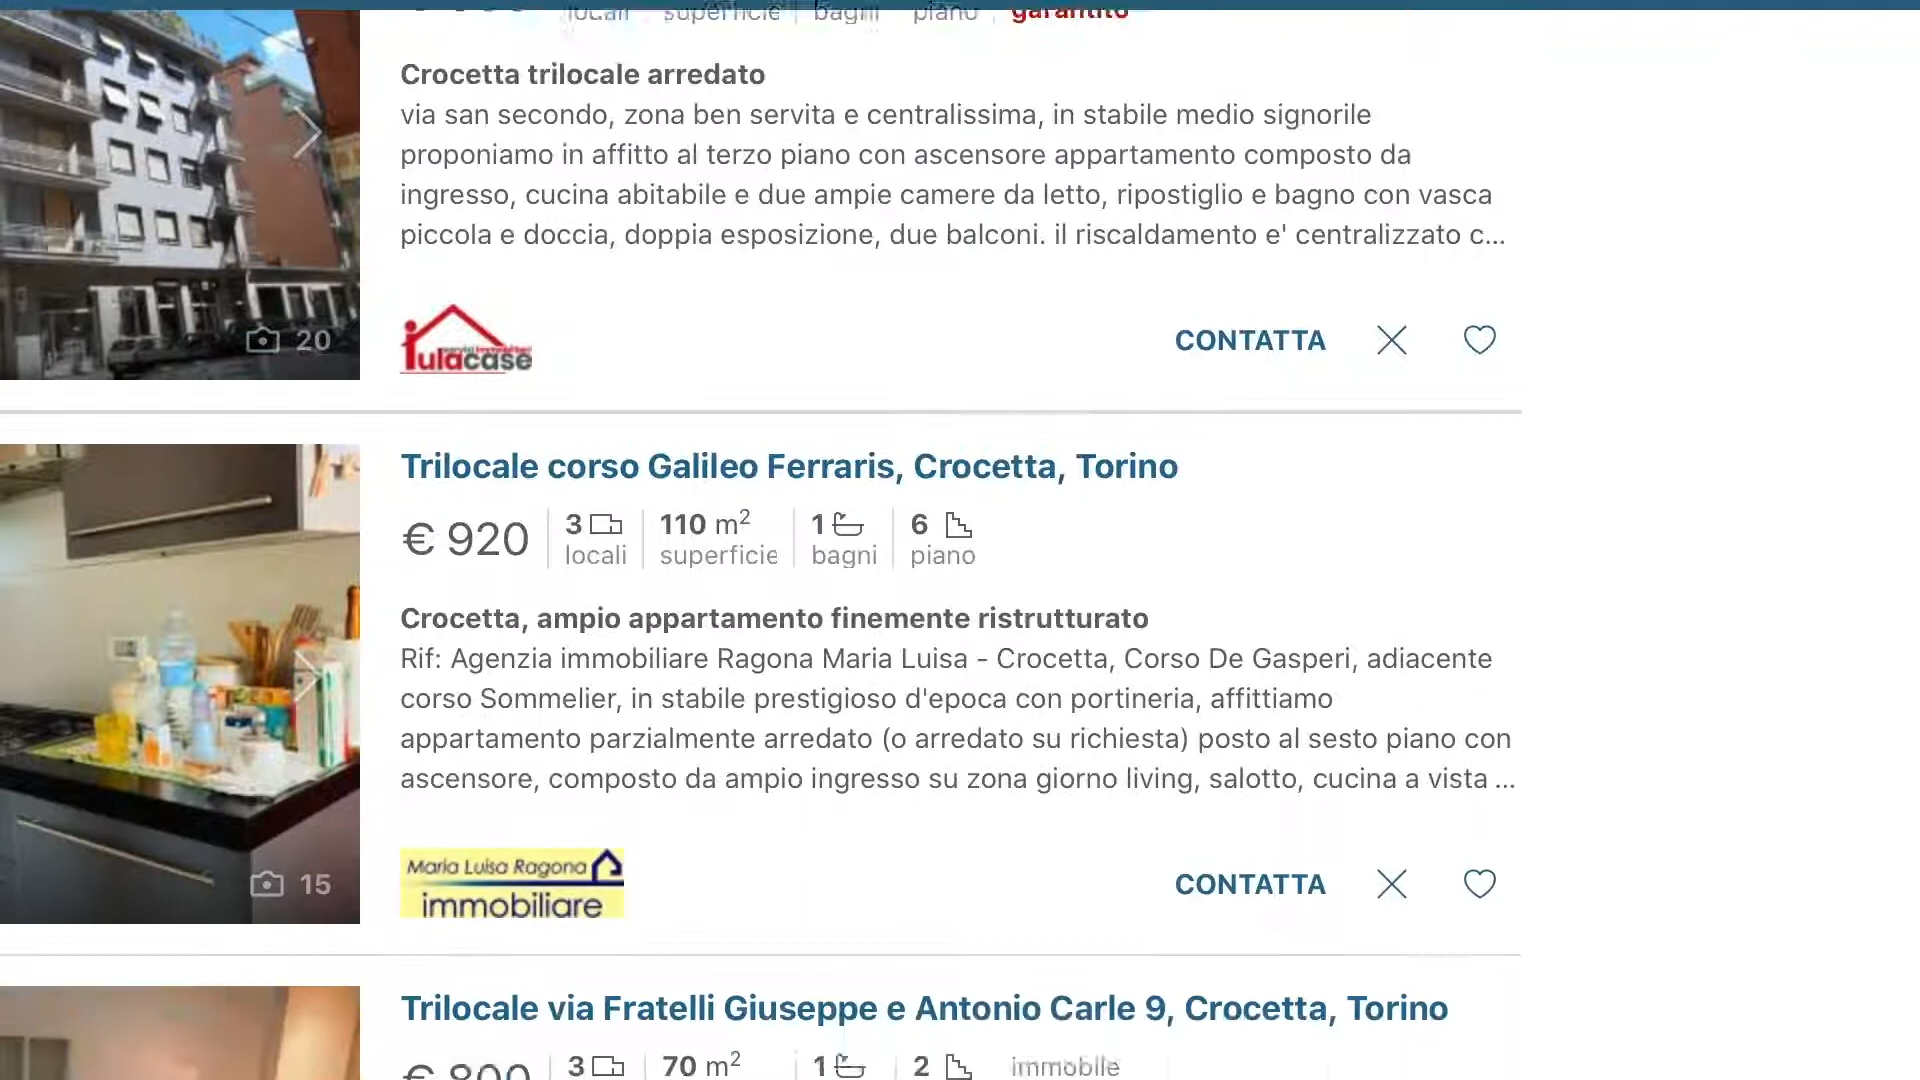 locali superficie bagni piano garantito
Crocetta trilocale arredato
via san secondo, zona ben servita e centralissima, in stabile medio signorile
proponiamo in affitto al terzo piano con ascensore appartamento composto da
ingresso, cucina abitabile e due ampie camere da letto, ripostiglio e bagno con vasca
piccola e doccia, doppia esposizione, due balconi. il riscaldamento e' centralizzato c...
20
CONTATTA
Trilocale corso Galileo Ferraris, Crocetta, Torino
€ 920
3 110 m² 1 6
locali superficie bagni piano
Crocetta, ampio appartamento finemente ristrutturato
Rif: Agenzia immobiliare Ragona Maria Luisa - Crocetta, Corso De Gasperi, adiacente
corso Sommelier, in stabile prestigioso d'epoca con portineria, affittiamo
appartamento parzialmente arredato (o arredato su richiesta) posto al sesto piano con
ascensore, composto da ampio ingresso su zona giorno living, salotto, cucina a vista ...
15
Maria Luisa Ragona
immobiliare
CONTATTA
Trilocale via Fratelli Giuseppe e Antonio Carle 9, Crocetta, Torino
€ 800 3 70 m² 1 2 immobile